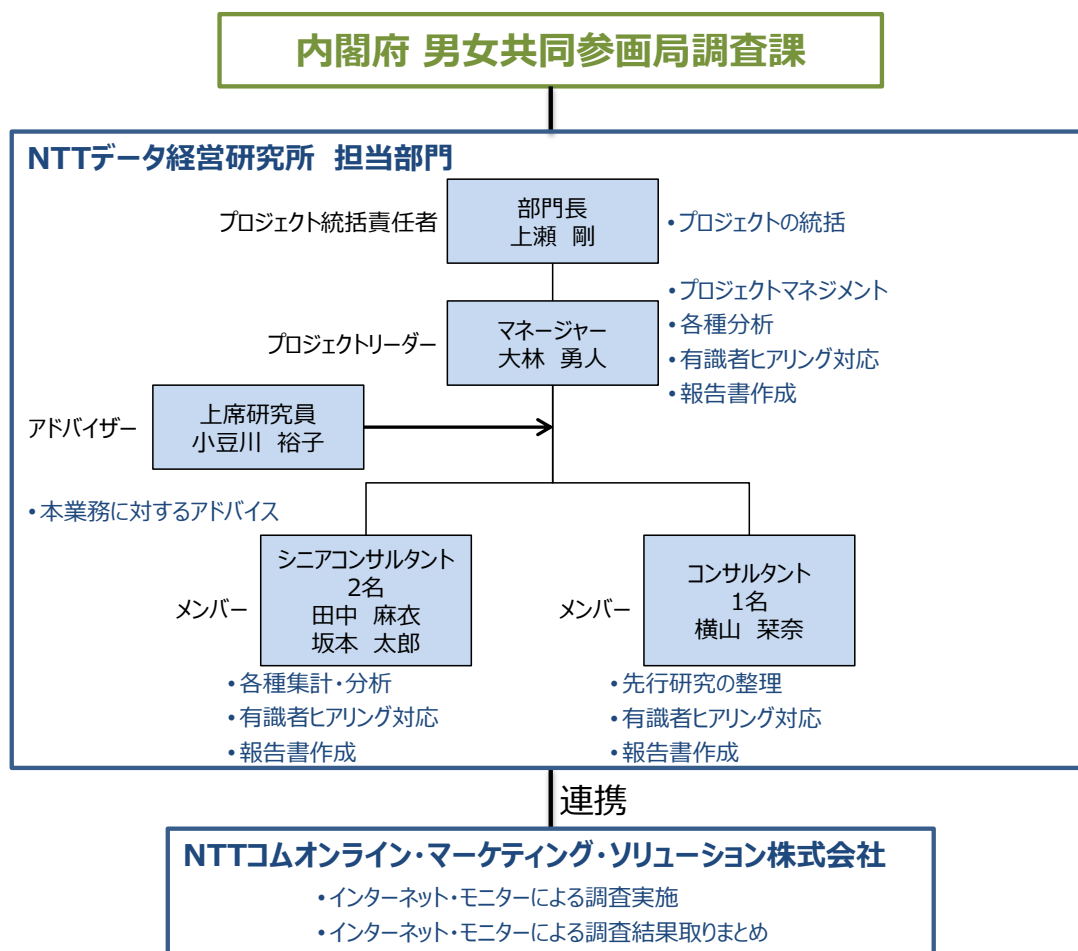 内閣府 男女共同参画局調査課
NTTデータ経営研究所 担当部門
プロジェクト統括責任者
部門長
上瀬 剛
•プロジェクトの統括
プロジェクトリーダー
マネージャー
大林 勇人
•プロジェクトマネジメント
•各種分析
•有識者ヒアリング対応
•報告書作成
アドバイザー
上席研究員
小豆川 裕子
•本業務に対するアドバイス
メンバー
シニアコンサルタント
2名
田中 麻衣
坂本 太郎
•各種集計・分析
•有識者ヒアリング対応
•報告書作成
メンバー
コンサルタント
1名
横山 栞奈
•先行研究の整理
•有識者ヒアリング対応
•報告書作成
連携
NTTコムオンライン・マーケティング・ソリューション株式会社
•インターネット・モニターによる調査実施
•インターネット・モニターによる調査結果取りまとめ